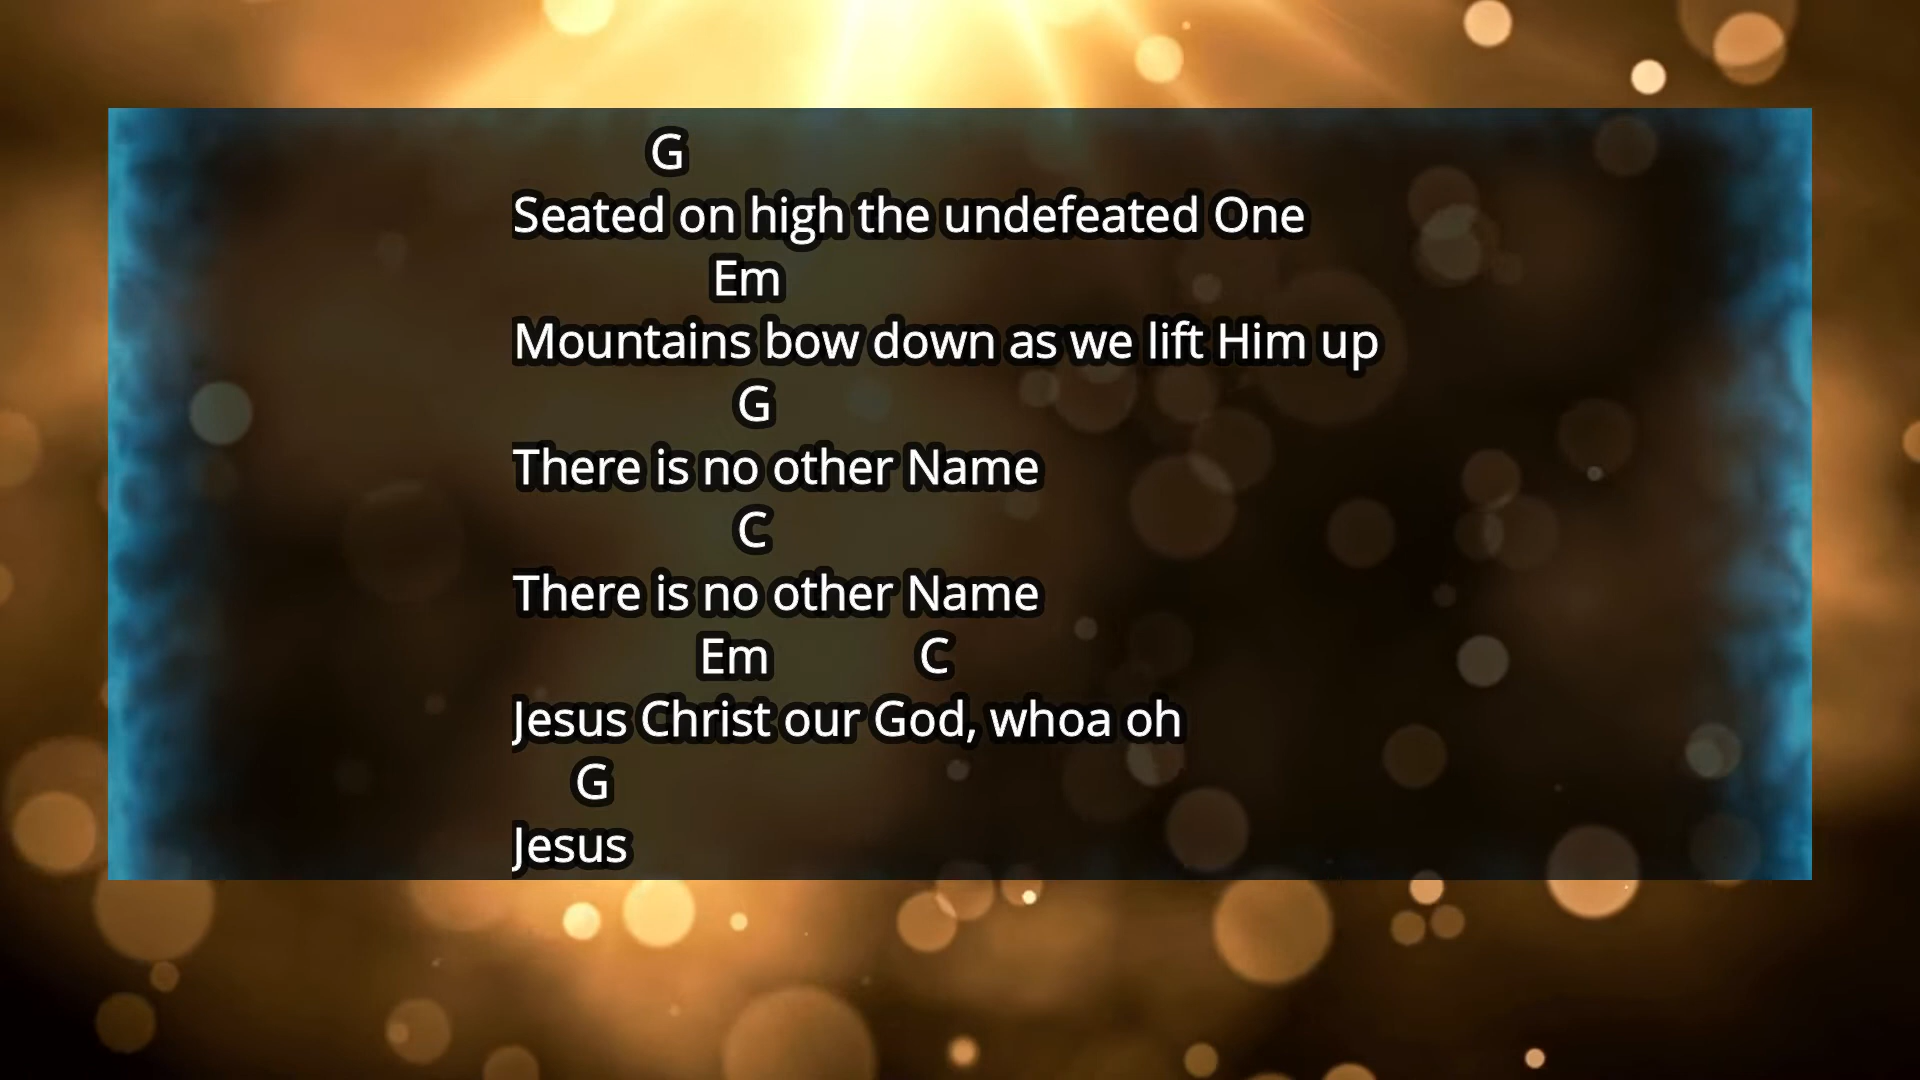 G
Seated on high the undefeated One
Em
Mountains bow down as we lift Him up
G
There is no other Name
C
There is no other Name
Em C
Jesus Christ our God, whoa oh
G
Jesus